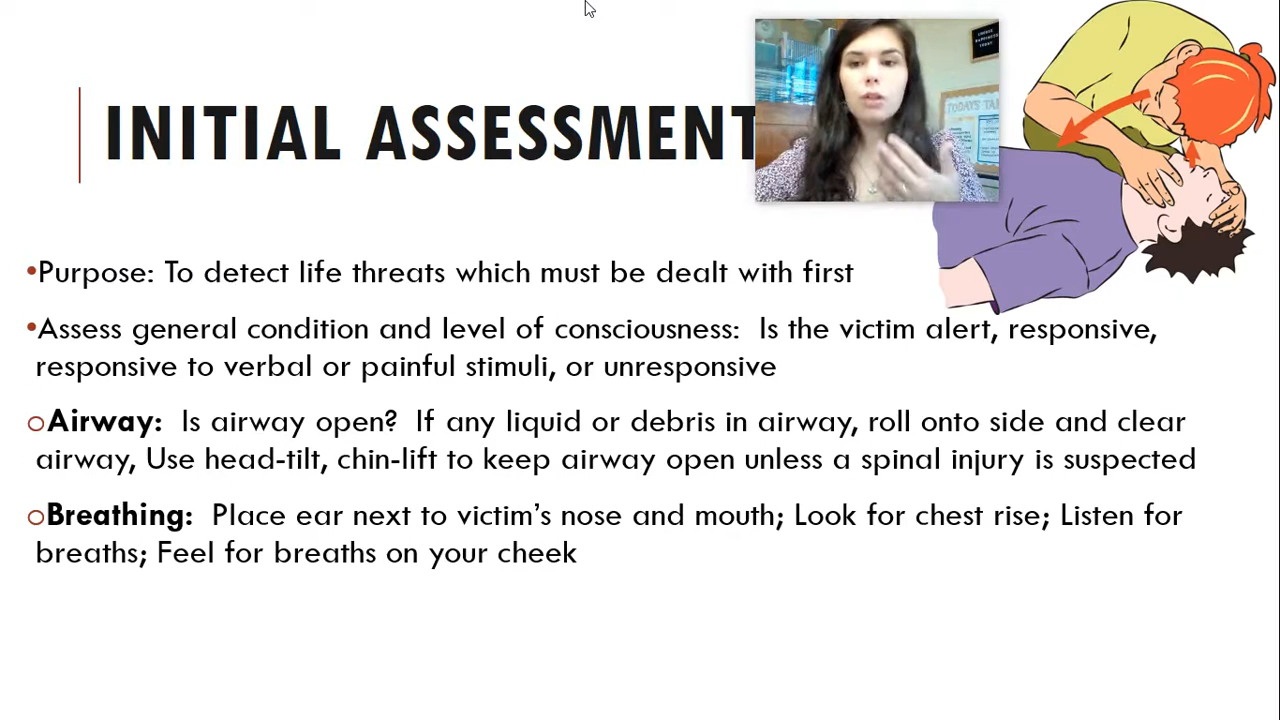 INITIAL ASSESSMENT
TODAY'S
•Purpose: To detect life threats which must be dealt with first
•Assess general condition and level of consciousness:  Is the victim alert, responsive,
responsive to verbal or painful stimuli, or unresponsive
oAirway:  Is airway open?  If any liquid or debris in airway, roll onto side and clear
airway, Use head-tilt, chin-lift to keep airway open unless a spinal injury is suspected
oBreathing:  Place ear next to victim’s nose and mouth; Look for chest rise; Listen for
breaths; Feel for breaths on your cheek